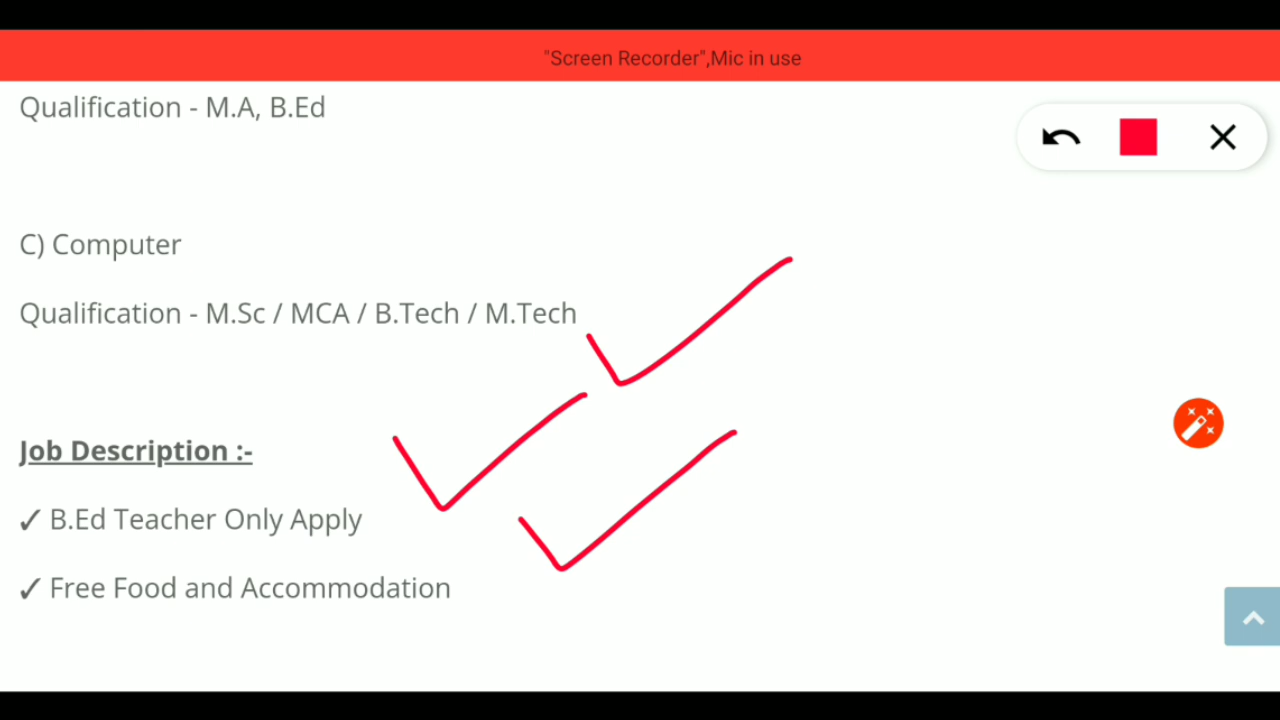 "Screen Recorder",Mic in use
Qualification - M.A, B.Ed
C) Computer
Qualification - M.Sc / MCA / B.Tech / M.Tech
Job Description :-
✓ B.Ed Teacher Only Apply
✓ Free Food and Accommodation